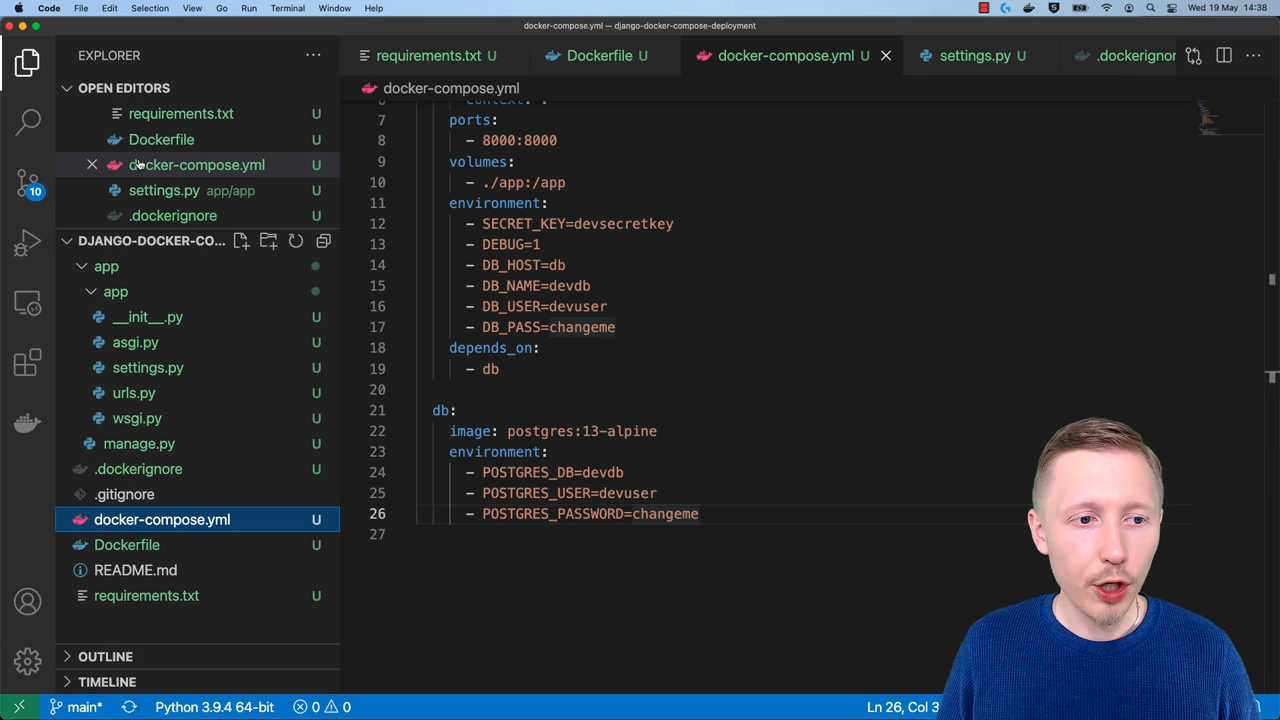 Code File Edit Selection View Go Run Terminal Window Help Wed 19 May 14:38
docker-compose.yml — django-docker-compose-deployment
EXPLORER
requirements.txt U
Dockerfile U
docker-compose.yml U
settings.py U
.dockerignor
OPEN EDITORS
requirements.txt U
Dockerfile U
docker-compose.yml U
settings.py app/app U
.dockerignore U
DJANGO-DOCKER-CO...
app
app
__init__.py U
asgi.py U
settings.py U
urls.py U
wsgi.py U
manage.py U
.dockerignore U
.gitignore
docker-compose.yml U
Dockerfile U
README.md
requirements.txt U
OUTLINE
TIMELINE
10
docker-compose.yml
7 ports:
8 - 8000:8000
9 volumes:
10 - ./app:/app
11 environment:
12 - SECRET_KEY=devsecretkey
13 - DEBUG=1
14 - DB_HOST=db
15 - DB_NAME=devdb
16 - DB_USER=devuser
17 - DB_PASS=changeme
18 depends_on:
19 - db
20
21 db:
22 image: postgres:13-alpine
23 environment:
24 - POSTGRES_DB=devdb
25 - POSTGRES_USER=devuser
26 - POSTGRES_PASSWORD=changeme
27
main* Python 3.9.4 64-bit 0 0 Ln 26, Col 3